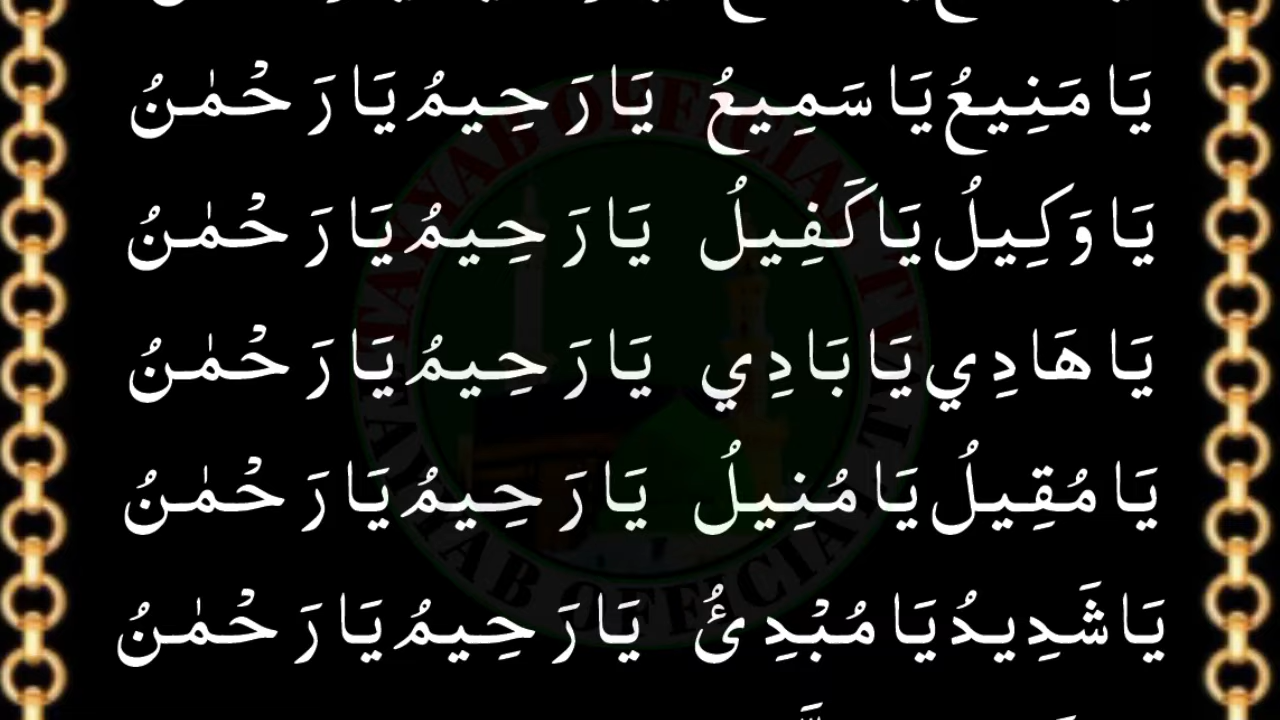 يَا مَنِيعُ يَا سَمِيعُ يَا رَحِيمُ يَا رَحْمٰنُ
يَا وَكِيلُ يَا كَفِيلُ يَا رَحِيمُ يَا رَحْمٰنُ
يَا هَادِي يَا بَادِي يَا رَحِيمُ يَا رَحْمٰنُ
يَا مُقِيلُ يَا مُنِيلُ يَا رَحِيمُ يَا رَحْمٰنُ
يَا شَدِيدُ يَا مُبْدِئُ يَا رَحِيمُ يَا رَحْمٰنُ